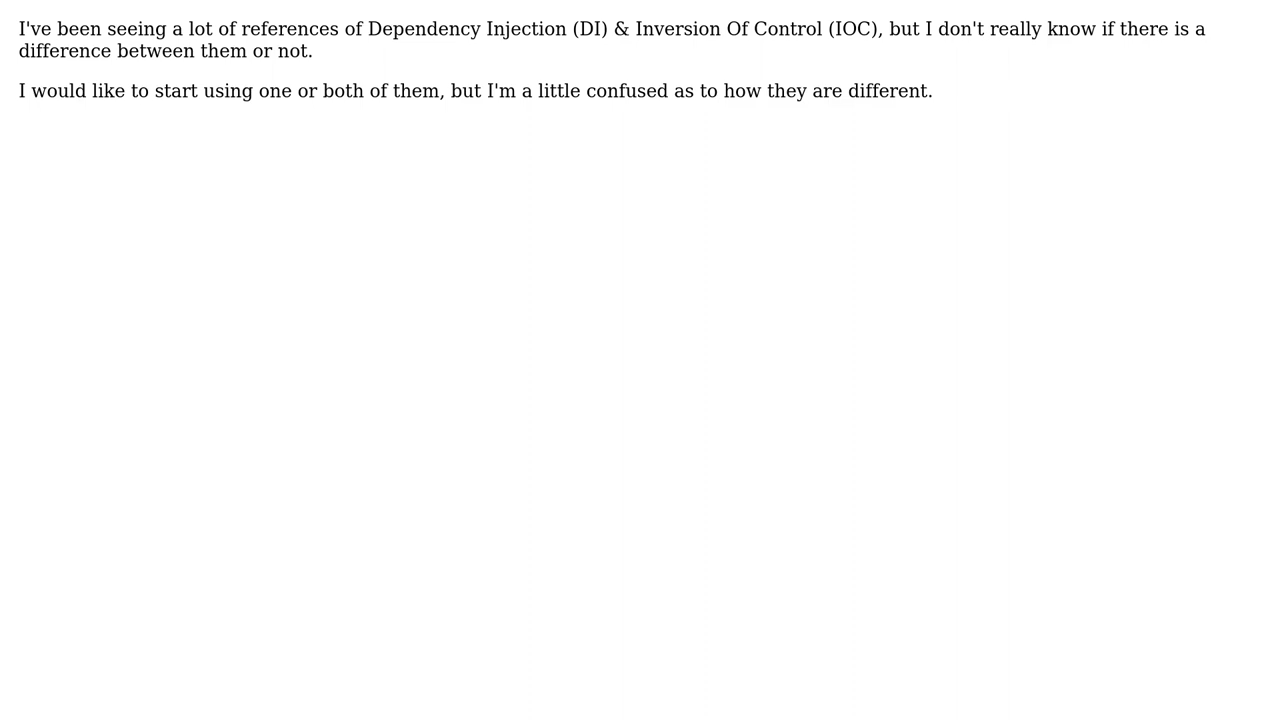 I've been seeing a lot of references of Dependency Injection (DI) & Inversion Of Control (IOC), but I don't really know if there is a
difference between them or not.
I would like to start using one or both of them, but I'm a little confused as to how they are different.